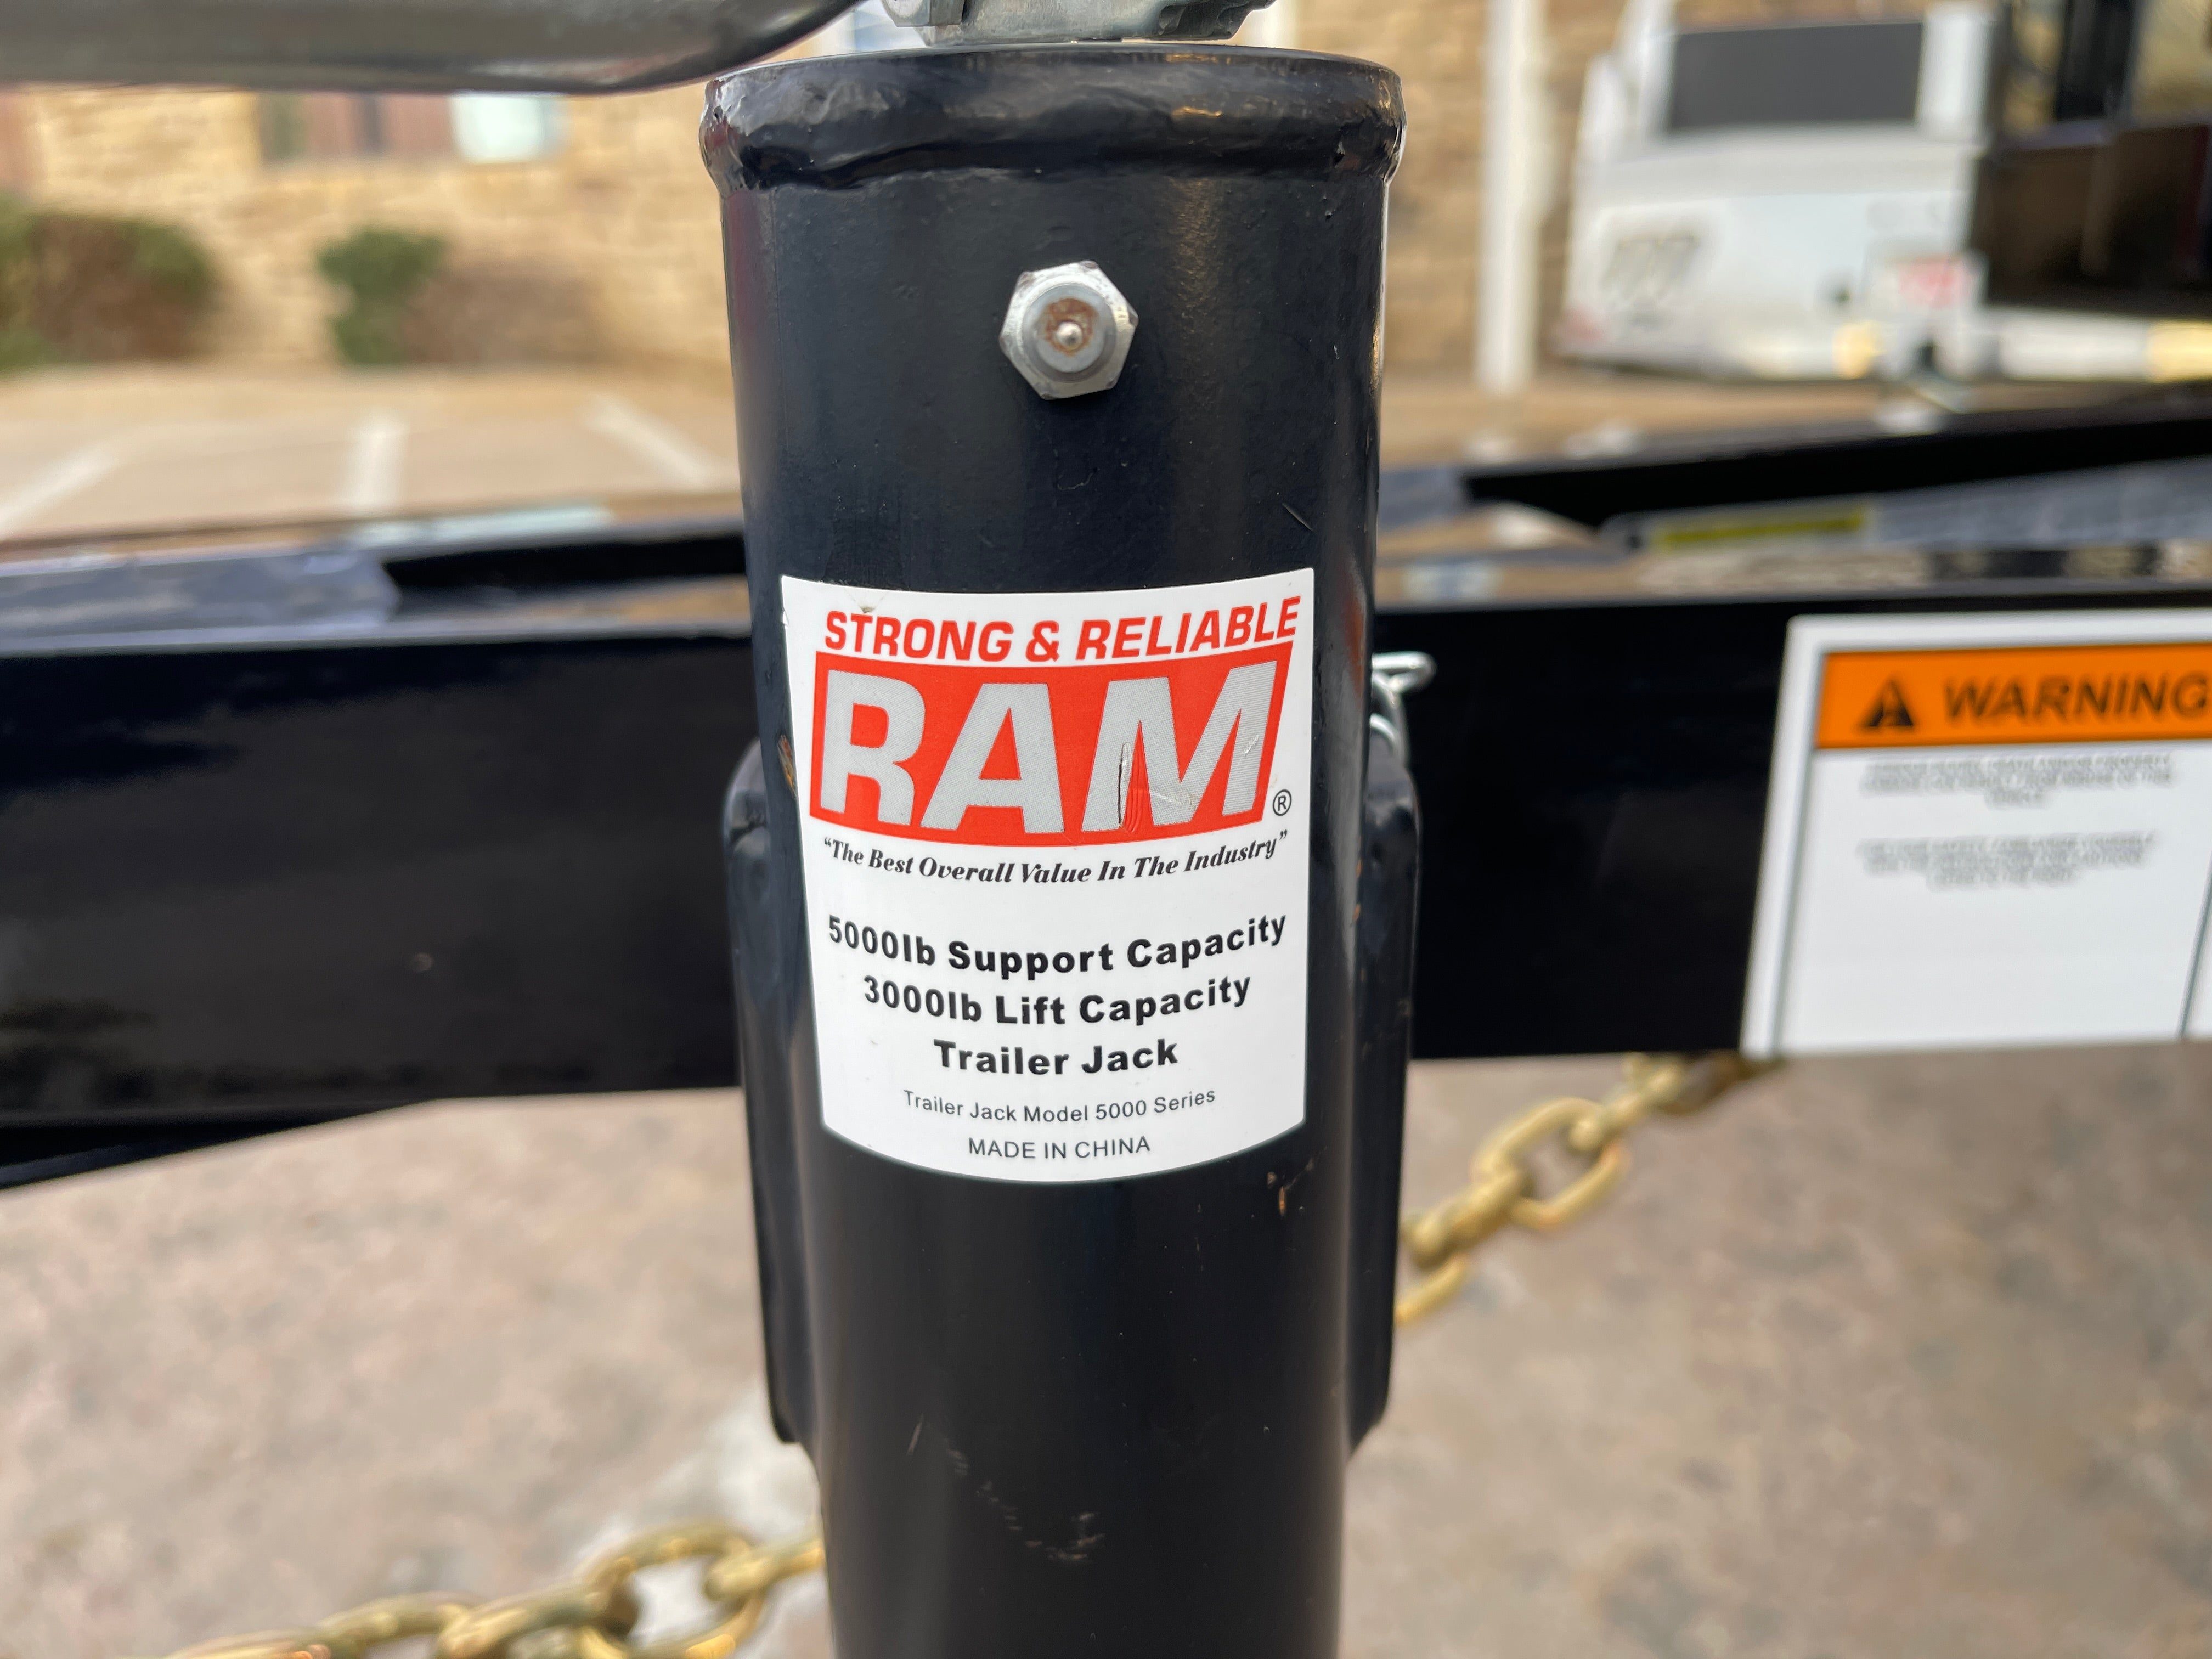 STRONG & RELIABLE
RAM®
"The Best Overall Value In The Industry"
5000lb Support Capacity
3000lb Lift Capacity
Trailer Jack
Trailer Jack Model 5000 Series
MADE IN CHINA
WARNING